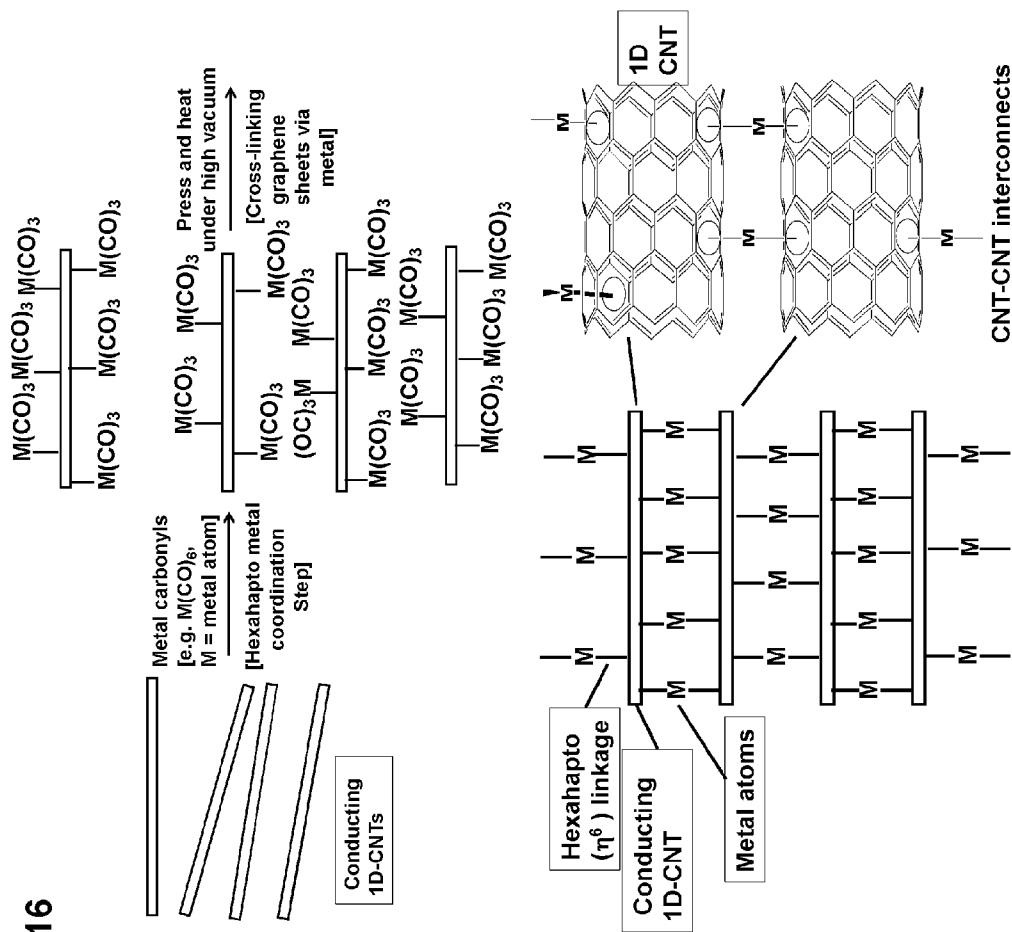 16
Metal carbonyls
[e.g. M(CO)₆,
M = metal atom]
[Hexahapto metal
coordination
Step]
Conducting
1D-CNTs
M(CO)₃ M(CO)₃ M(CO)₃
M(CO)₃ M(CO)₃ M(CO)₃
M(CO)₃ M(CO)₃
M(CO)₃ M(CO)₃
(OC)₃M M(CO)₃
M(CO)₃ M(CO)₃ M(CO)₃
M(CO)₃ M(CO)₃
M(CO)₃ M(CO)₃ M(CO)₃
Press and heat
under high vacuum
[Cross-linking
graphene
sheets via
metal]
Hexahapto
(η⁶) linkage
Conducting
1D-CNT
Metal atoms
M M M
M M M M M
M M M M
M M M M M
M M M
M M
1D
CNT
M M
M
CNT-CNT interconnects